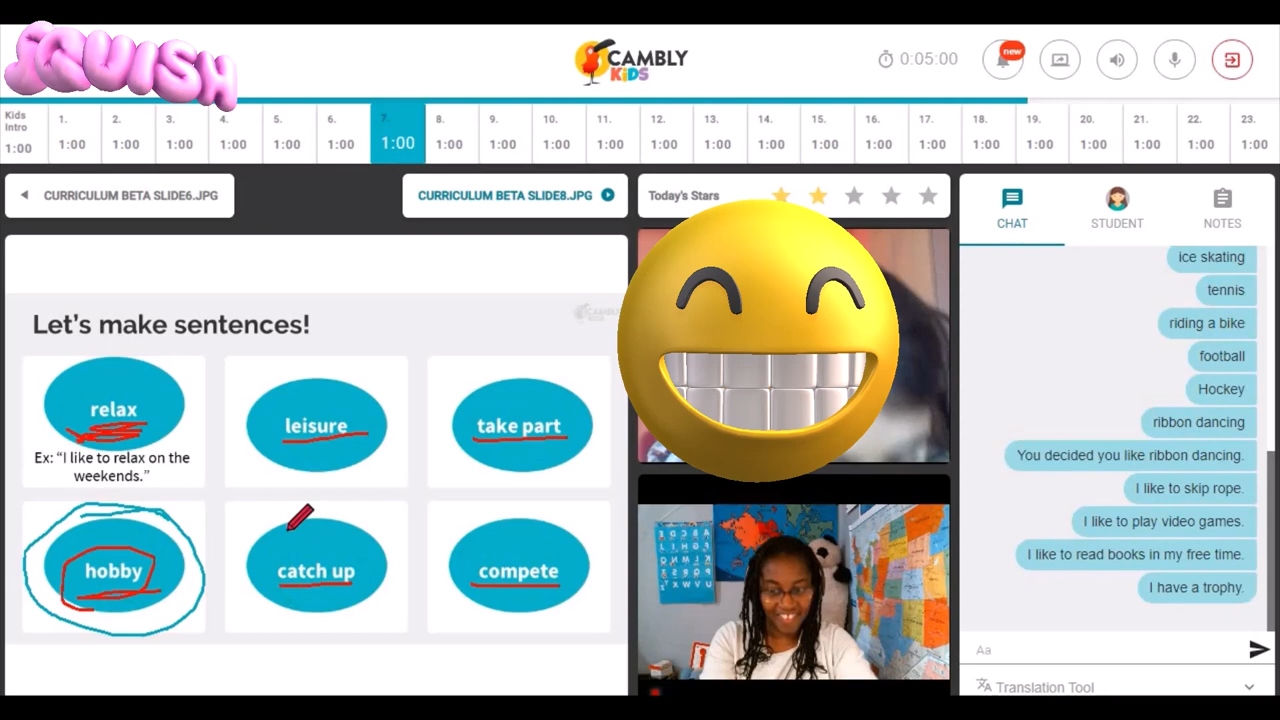 SQUISH
CAMBLY
KiDS
0:05:00
new
Kids
Intro
1:00
1.
1:00
2.
1:00
3.
1:00
4.
1:00
5.
1:00
6.
1:00
7.
1:00
8.
1:00
9.
1:00
10.
1:00
11.
1:00
12.
1:00
13.
1:00
14.
1:00
15.
1:00
16.
1:00
17.
1:00
18.
1:00
19.
1:00
20.
1:00
21.
1:00
22.
1:00
23.
1:00
CURRICULUM BETA SLIDE6.JPG
CURRICULUM BETA SLIDE8.JPG
Today's Stars
Let's make sentences!
CAMBLY
KIDS
relax
Ex: "I like to relax on the
weekends."
leisure
take part
hobby
catch up
compete
CHAT
STUDENT
NOTES
ice skating
tennis
riding a bike
football
Hockey
ribbon dancing
You decided you like ribbon dancing.
I like to skip rope.
I like to play video games.
I like to read books in my free time.
I have a trophy.
Aa
Translation Tool